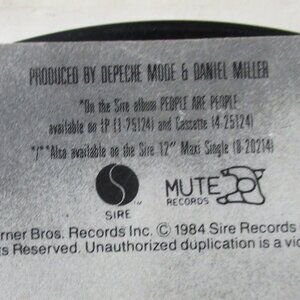 PRODUCED BY DEPECHE MODE & DANIEL MILLER
*On the Sire album PEOPLE ARE PEOPLE,
available on LP (1-25124) and Cassette (4-25124)
*/**Also available on the Sire 12" Maxi Single (0-20214)
SIRE
MUTE
RECORDS
rner Bros. Records Inc. © 1984 Sire Records
ts Reserved. Unauthorized duplication is a vi